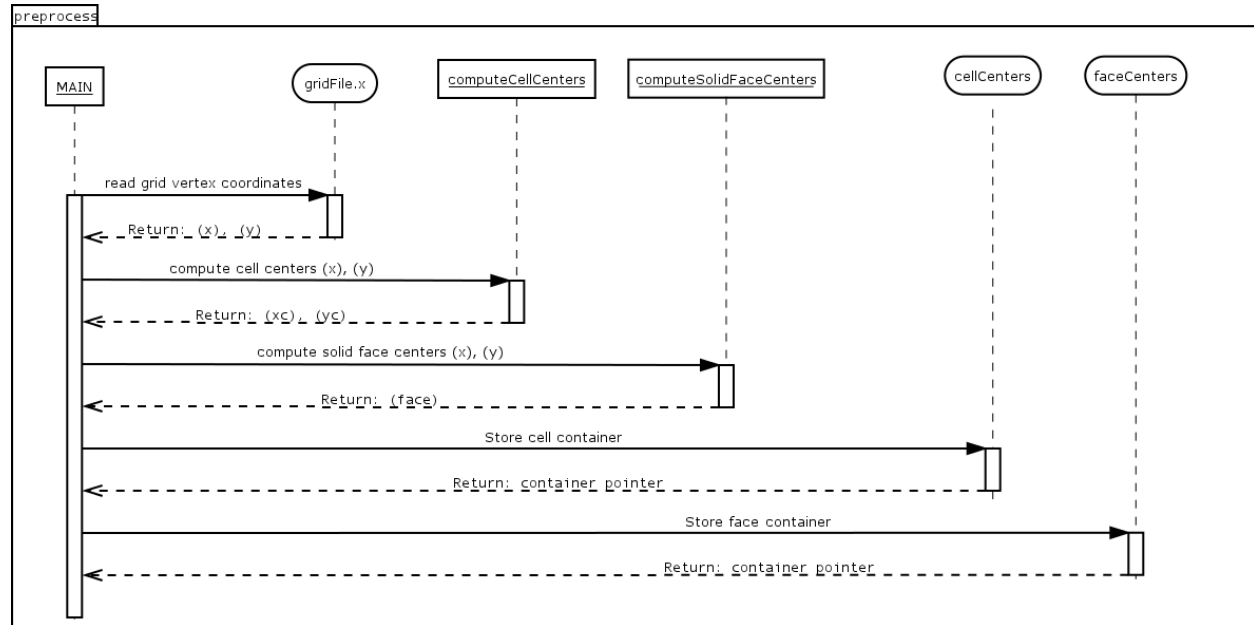 preprocess
MAIN
gridFile.x
computeCellCenters
computeSolidFaceCenters
cellCenters
faceCenters
read grid vertex coordinates
Return: (x), (y)
compute cell centers (x), (y)
Return: (xc), (yc)
compute solid face centers (x), (y)
Return: (face)
Store cell container
Return: container pointer
Store face container
Return: container pointer